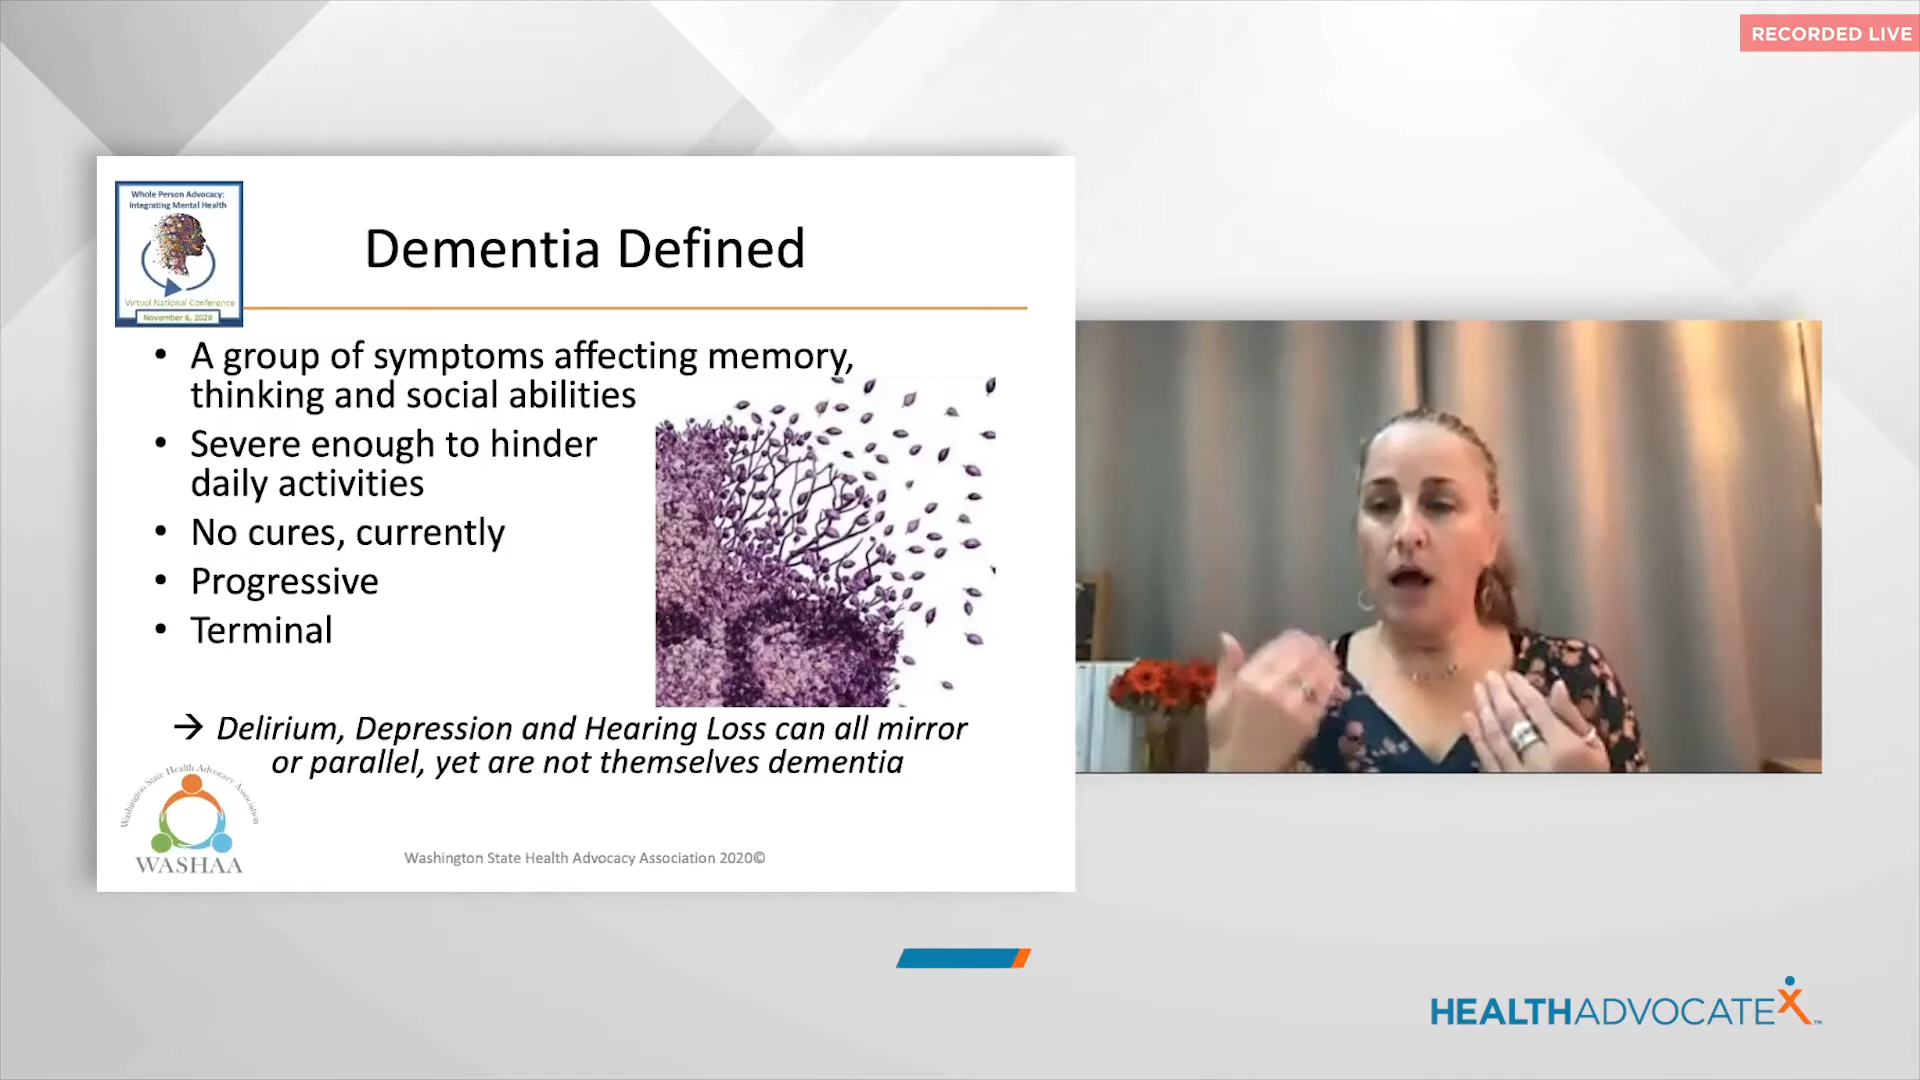 RECORDED LIVE
Whole Person Advocacy:
Integrating Mental Health
Virtual National Conference
November 6, 2020
Dementia Defined
• A group of symptoms affecting memory,
thinking and social abilities
• Severe enough to hinder
daily activities
• No cures, currently
• Progressive
• Terminal
→ Delirium, Depression and Hearing Loss can all mirror
or parallel, yet are not themselves dementia
Washington State Health Advocacy Association
WASHAA
Washington State Health Advocacy Association 2020©
HEALTHADVOCATEX™